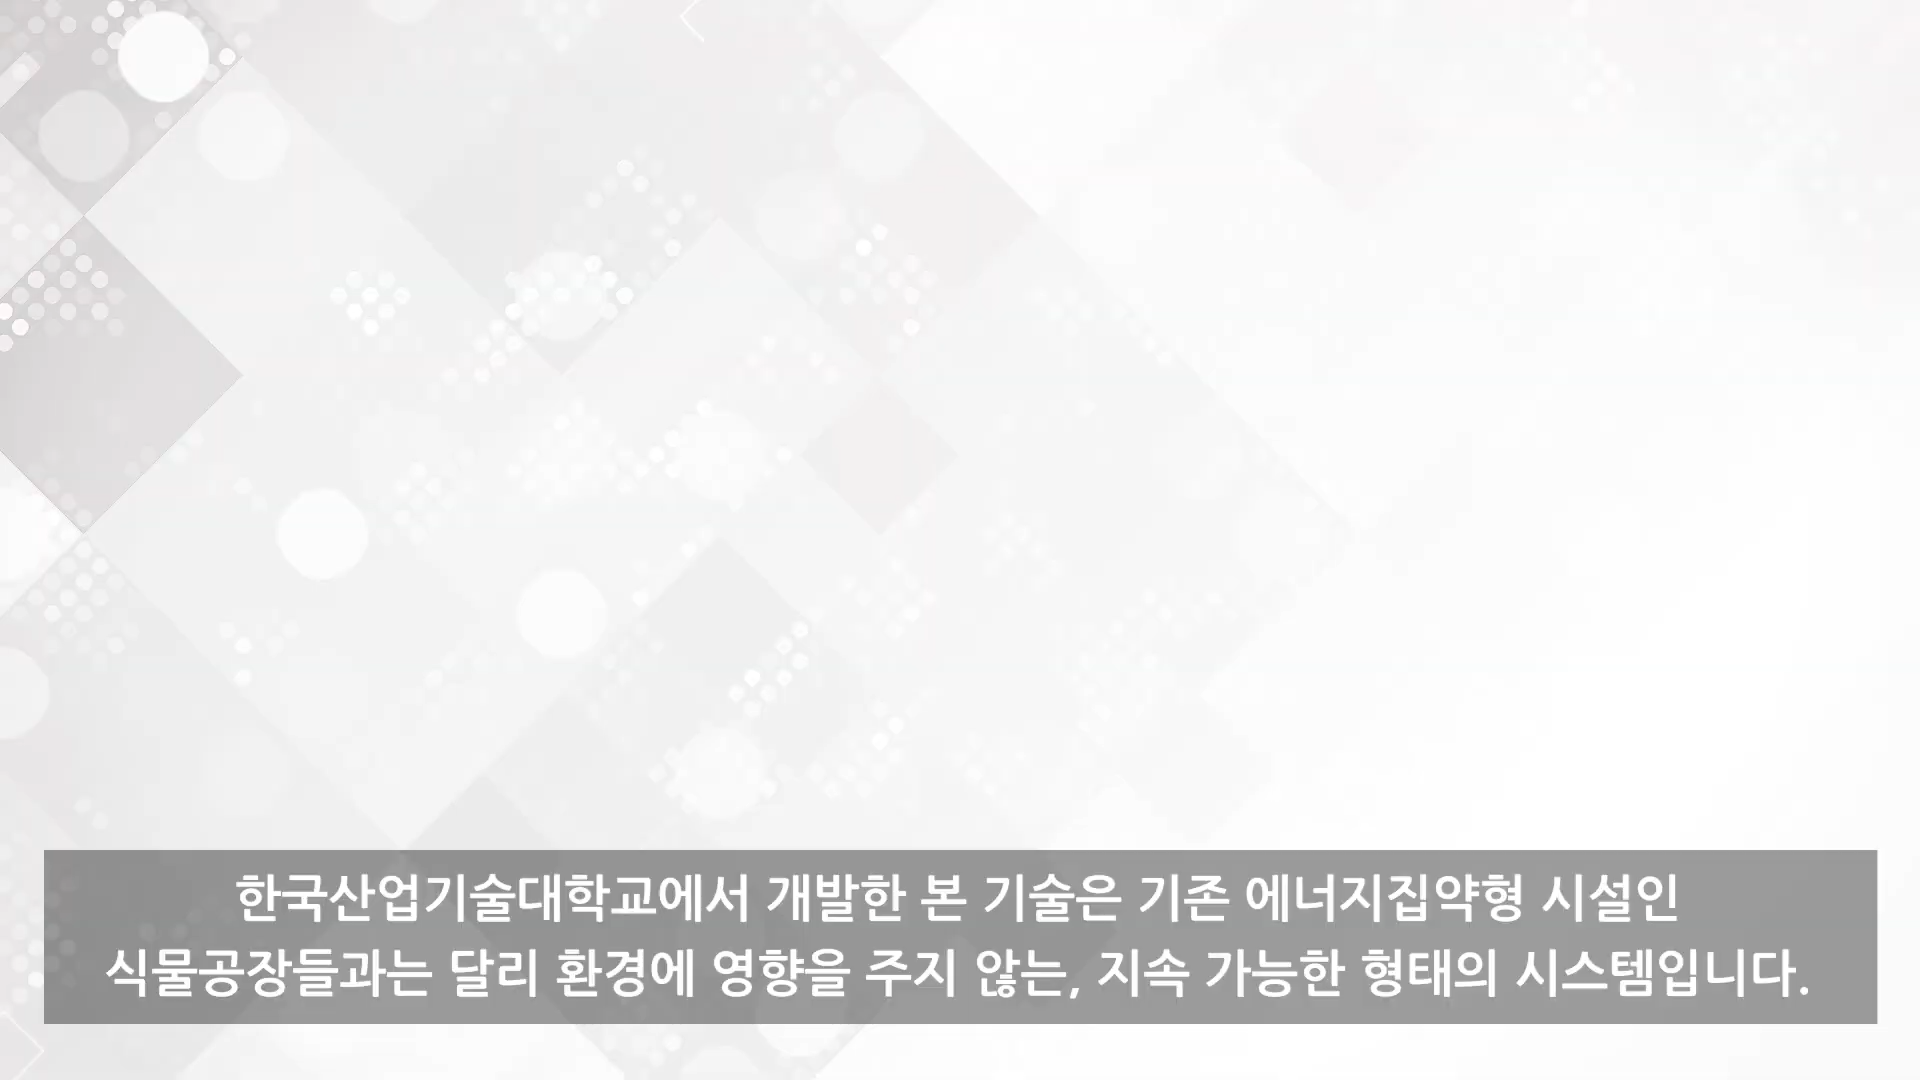 한국산업기술대학교에서 개발한 본 기술은 기존 에너지집약형 시설인
식물공장들과는 달리 환경에 영향을 주지 않는, 지속 가능한 형태의 시스템입니다.